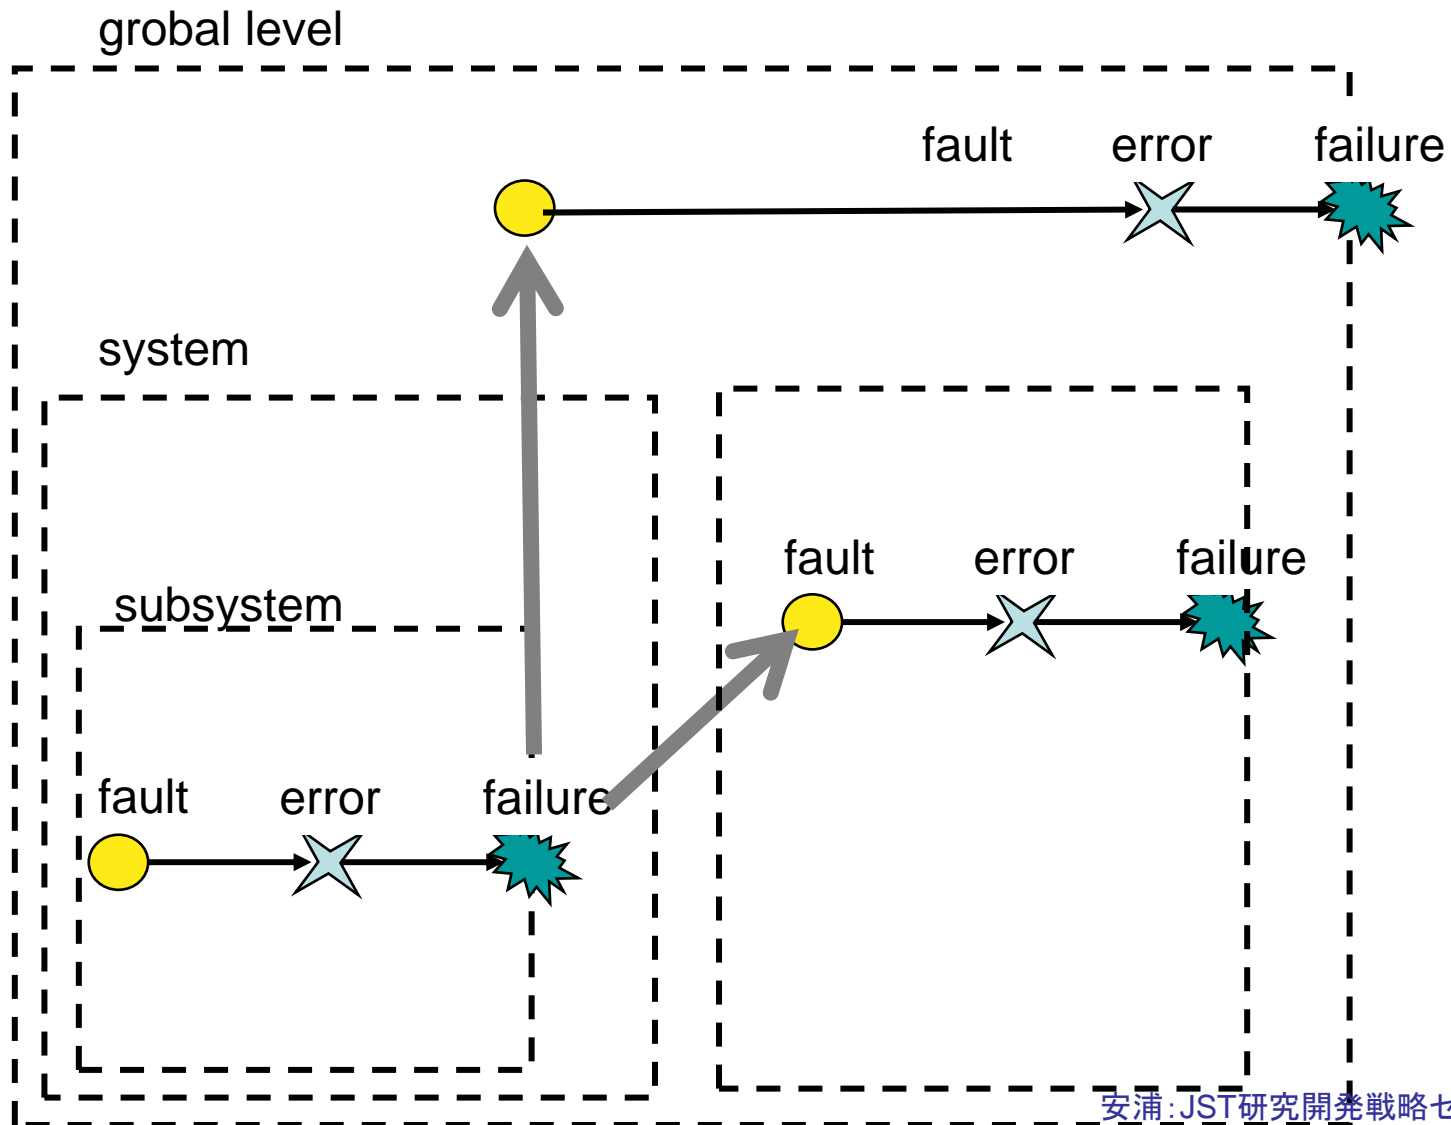 grobal level
fault error failure
system
fault error failure
subsystem
fault error failure
安浦:JST研究開発戦略セ